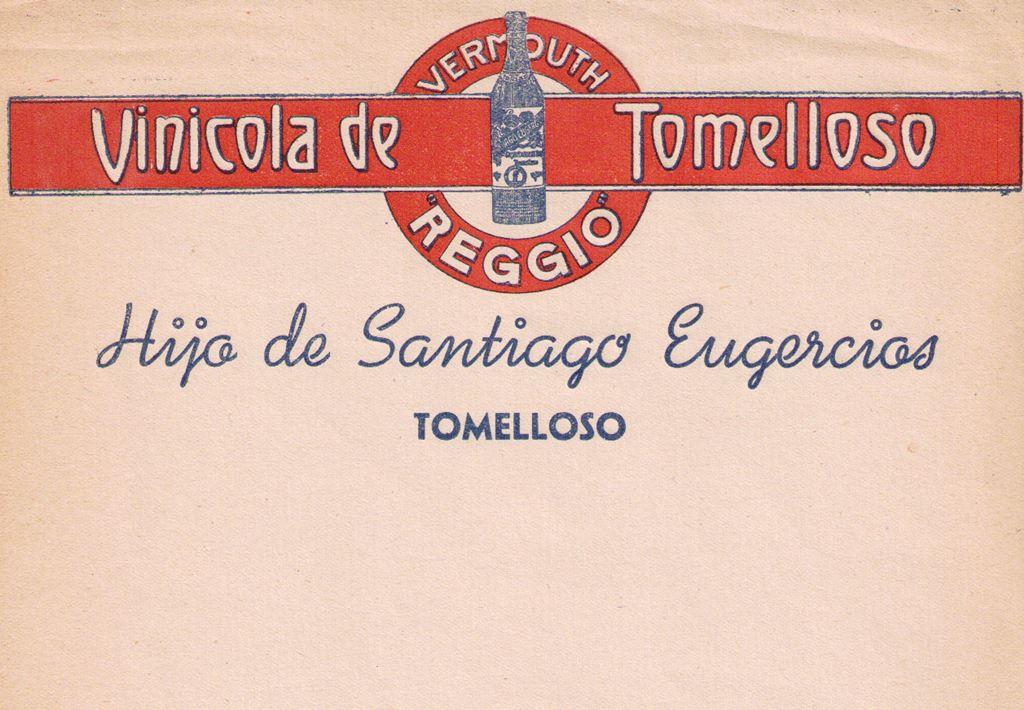 VERMOUTH
Vinicola de Tomelloso
"REGGIO"
Hijo de Santiago Eugercios
TOMELLOSO